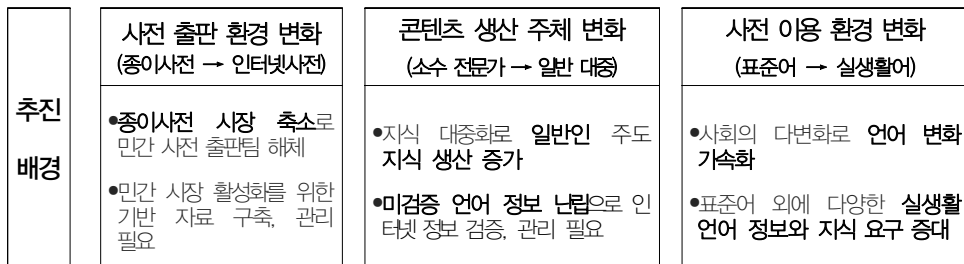 추진
배경
사전 출판 환경 변화
(종이사전 → 인터넷사전)
●종이사전 시장 축소로
민간 사전 출판팀 해체
●민간 시장 활성화를 위한
기반 자료 구축, 관리
필요
콘텐츠 생산 주체 변화
(소수 전문가 → 일반 대중)
●지식 대중화로 일반인 주도
지식 생산 증가
●미검증 언어 정보 난립으로 인
터넷 정보 검증, 관리 필요
사전 이용 환경 변화
(표준어 → 실생활어)
●사회의 다변화로 언어 변화
가속화
●표준어 외에 다양한 실생활
언어 정보와 지식 요구 증대